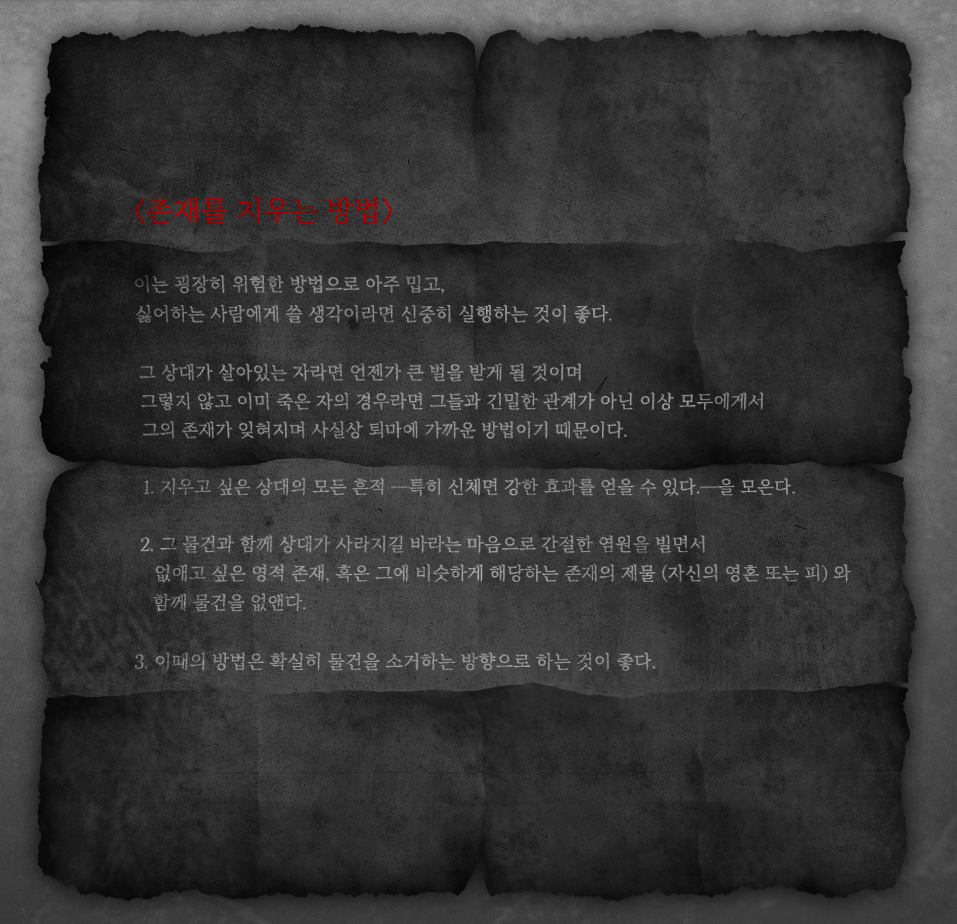 <존재를 지우는 방법>
이는 굉장히 위험한 방법으로 아주 밉고,
싫어하는 사람에게 쓸 생각이라면 신중히 실행하는 것이 좋다.
그 상대가 살아있는 자라면 언젠가 큰 벌을 받게 될 것이며
그렇지 않고 이미 죽은 자의 경우라면 그들과 긴밀한 관계가 아닌 이상 모두에게서
그의 존재가 잊혀지며 사실상 퇴마에 가까운 방법이기 때문이다.
1. 지우고 싶은 상대의 모든 흔적 —특히 신체면 강한 효과를 얻을 수 있다.—을 모은다.
2. 그 물건과 함께 상대가 사라지길 바라는 마음으로 간절한 염원을 빌면서
없애고 싶은 영적 존재, 혹은 그에 비슷하게 해당하는 존재의 제물 (자신의 영혼 또는 피) 와
함께 물건을 없앤다.
3. 이때의 방법은 확실히 물건을 소거하는 방향으로 하는 것이 좋다.